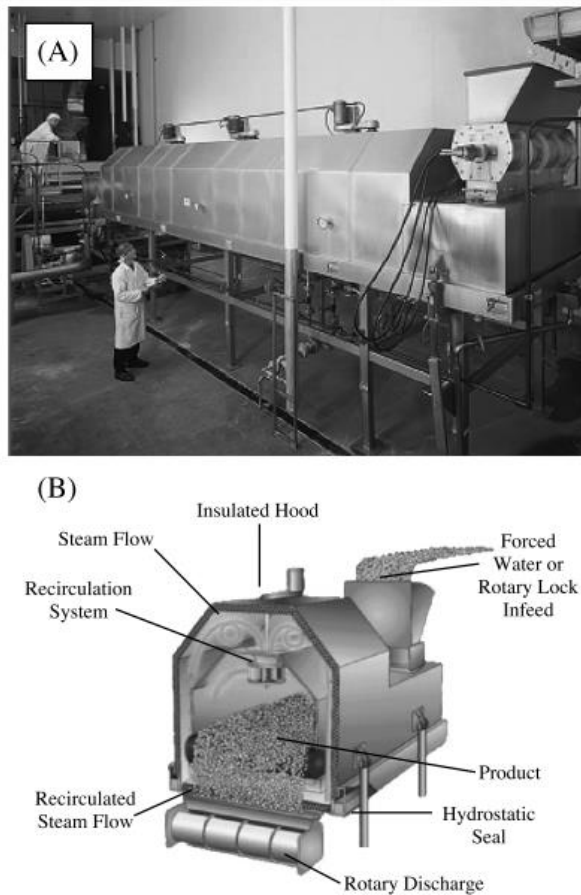 (A)
(B)
Insulated Hood
Steam Flow
Forced
Water or
Rotary Lock
Infeed
Recirculation
System
Product
Recirculated
Steam Flow
Hydrostatic
Seal
Rotary Discharge